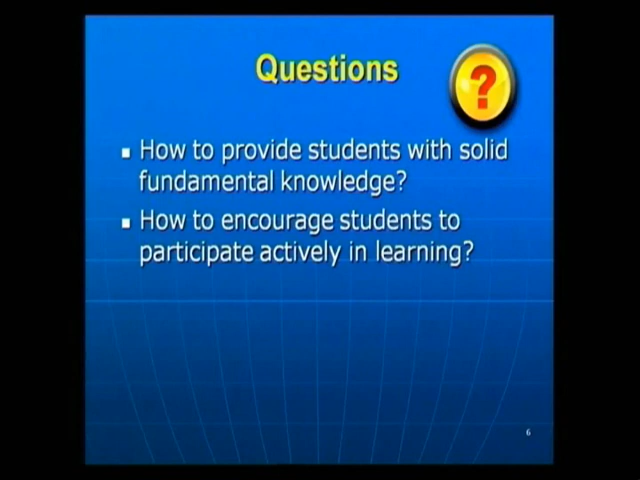 Questions
?
How to provide students with solid
fundamental knowledge?
How to encourage students to
participate actively in learning?
6